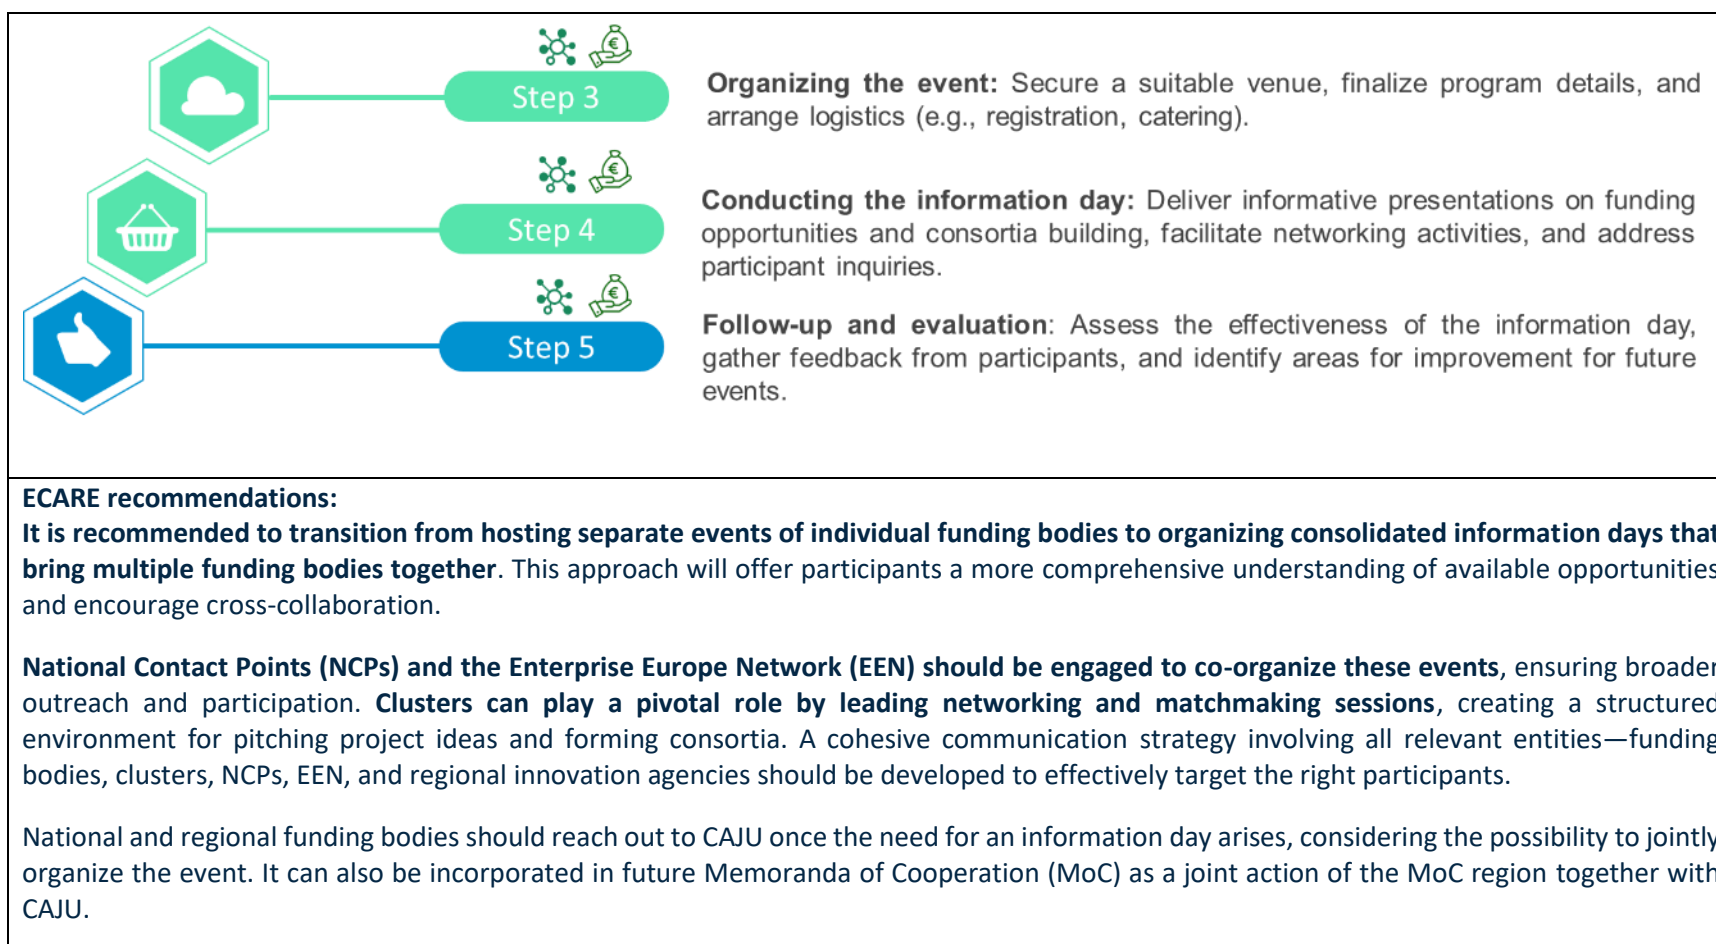 Step 3
Organizing the event: Secure a suitable venue, finalize program details, and
arrange logistics (e.g., registration, catering).
Step 4
Conducting the information day: Deliver informative presentations on funding
opportunities and consortia building, facilitate networking activities, and address
participant inquiries.
Step 5
Follow-up and evaluation: Assess the effectiveness of the information day,
gather feedback from participants, and identify areas for improvement for future
events.
ECARE recommendations:
It is recommended to transition from hosting separate events of individual funding bodies to organizing consolidated information days that
bring multiple funding bodies together. This approach will offer participants a more comprehensive understanding of available opportunities
and encourage cross-collaboration.
National Contact Points (NCPs) and the Enterprise Europe Network (EEN) should be engaged to co-organize these events, ensuring broader
outreach and participation. Clusters can play a pivotal role by leading networking and matchmaking sessions, creating a structured
environment for pitching project ideas and forming consortia. A cohesive communication strategy involving all relevant entities—funding
bodies, clusters, NCPs, EEN, and regional innovation agencies should be developed to effectively target the right participants.
National and regional funding bodies should reach out to CAJU once the need for an information day arises, considering the possibility to jointly
organize the event. It can also be incorporated in future Memoranda of Cooperation (MoC) as a joint action of the MoC region together with
CAJU.